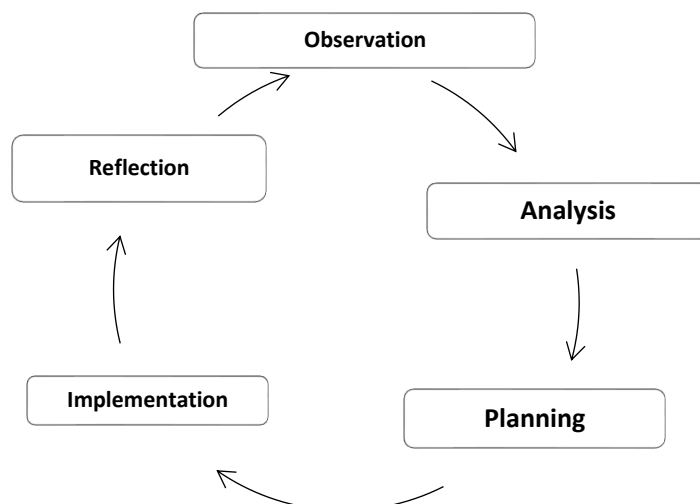 Observation
Reflection
Analysis
Implementation
Planning